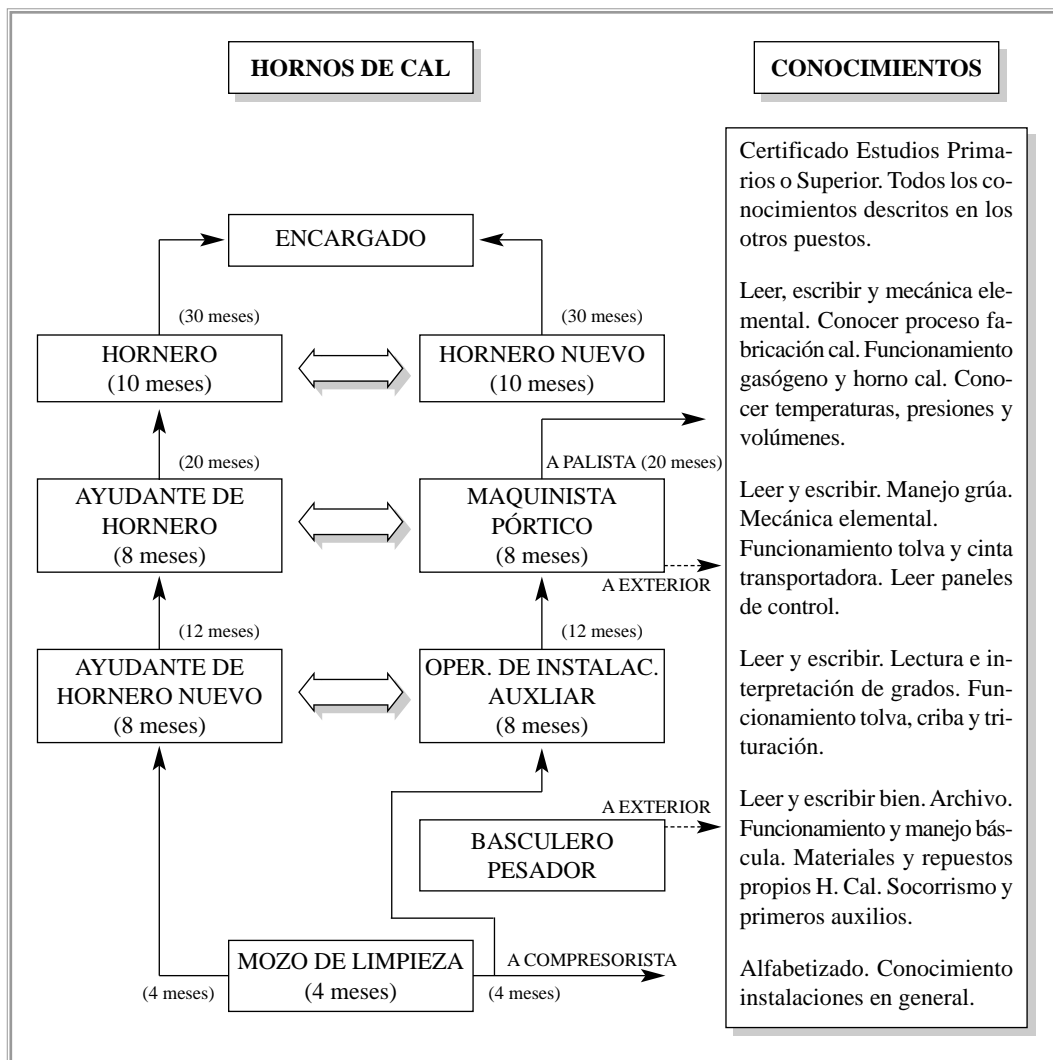 HORNOS DE CAL
CONOCIMIENTOS
ENCARGADO
(30 meses)
(30 meses)
HORNERO
(10 meses)
HORNERO NUEVO
(10 meses)
(20 meses)
A PALISTA (20 meses)
AYUDANTE DE
HORNERO
(8 meses)
MAQUINISTA
PÓRTICO
(8 meses)
A EXTERIOR
(12 meses)
(12 meses)
AYUDANTE DE
HORNERO NUEVO
(8 meses)
OPER. DE INSTALAC.
AUXLIAR
(8 meses)
A EXTERIOR
BASCULERO
PESADOR
MOZO DE LIMPIEZA
(4 meses)
A COMPRESORISTA
(4 meses)
(4 meses)
Certificado Estudios Prima-
rios o Superior. Todos los co-
nocimientos descritos en los
otros puestos.
Leer, escribir y mecánica ele-
mental. Conocer proceso fa-
bricación cal. Funcionamiento
gasógeno y horno cal. Cono-
cer temperaturas, presiones y
volúmenes.
Leer y escribir. Manejo grúa.
Mecánica elemental.
Funcionamiento tolva y cinta
transportadora. Leer paneles
de control.
Leer y escribir. Lectura e in-
terpretación de grados. Fun-
cionamiento tolva, criba y tri-
turación.
Leer y escribir bien. Archivo.
Funcionamiento y manejo bás-
cula. Materiales y repuestos
propios H. Cal. Socorrismo y
primeros auxilios.
Alfabetizado. Conocimiento
instalaciones en general.